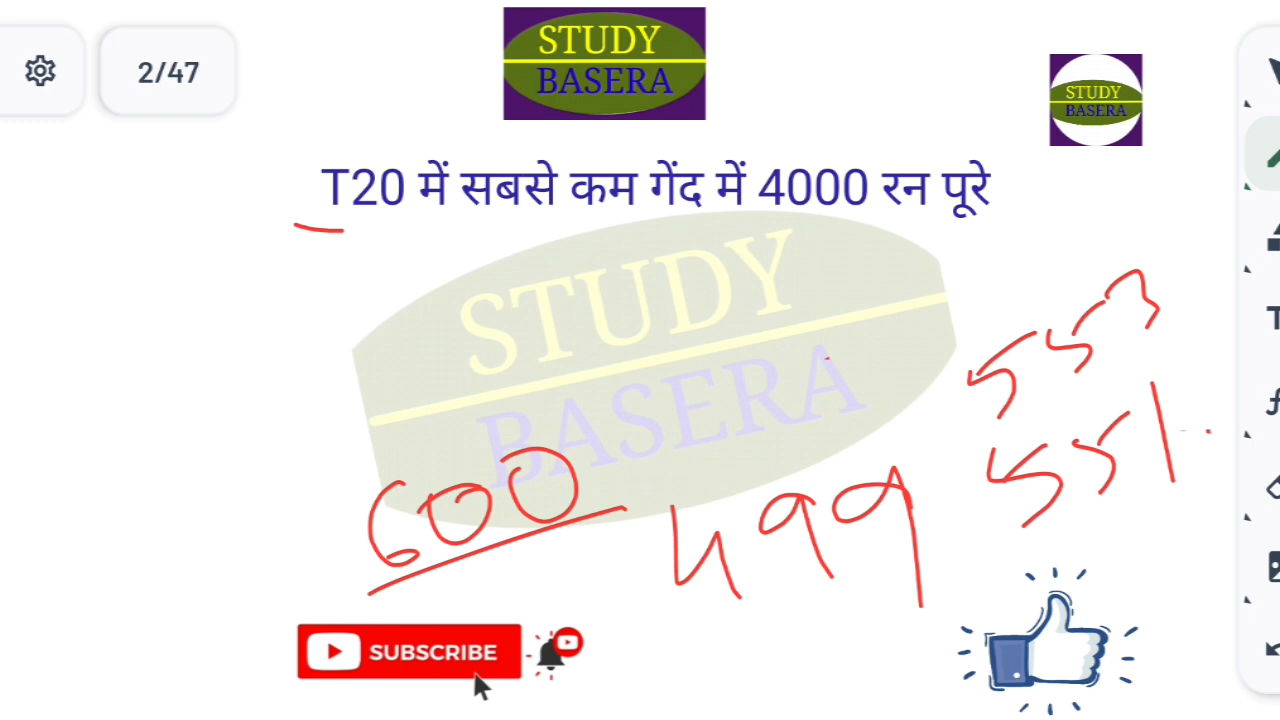 2/47
STUDY
BASERA
STUDY
BASERA
T20 में सबसे कम गेंद में 4000 रन पूरे
STUDY
BASERA
553
551
600
499
SUBSCRIBE